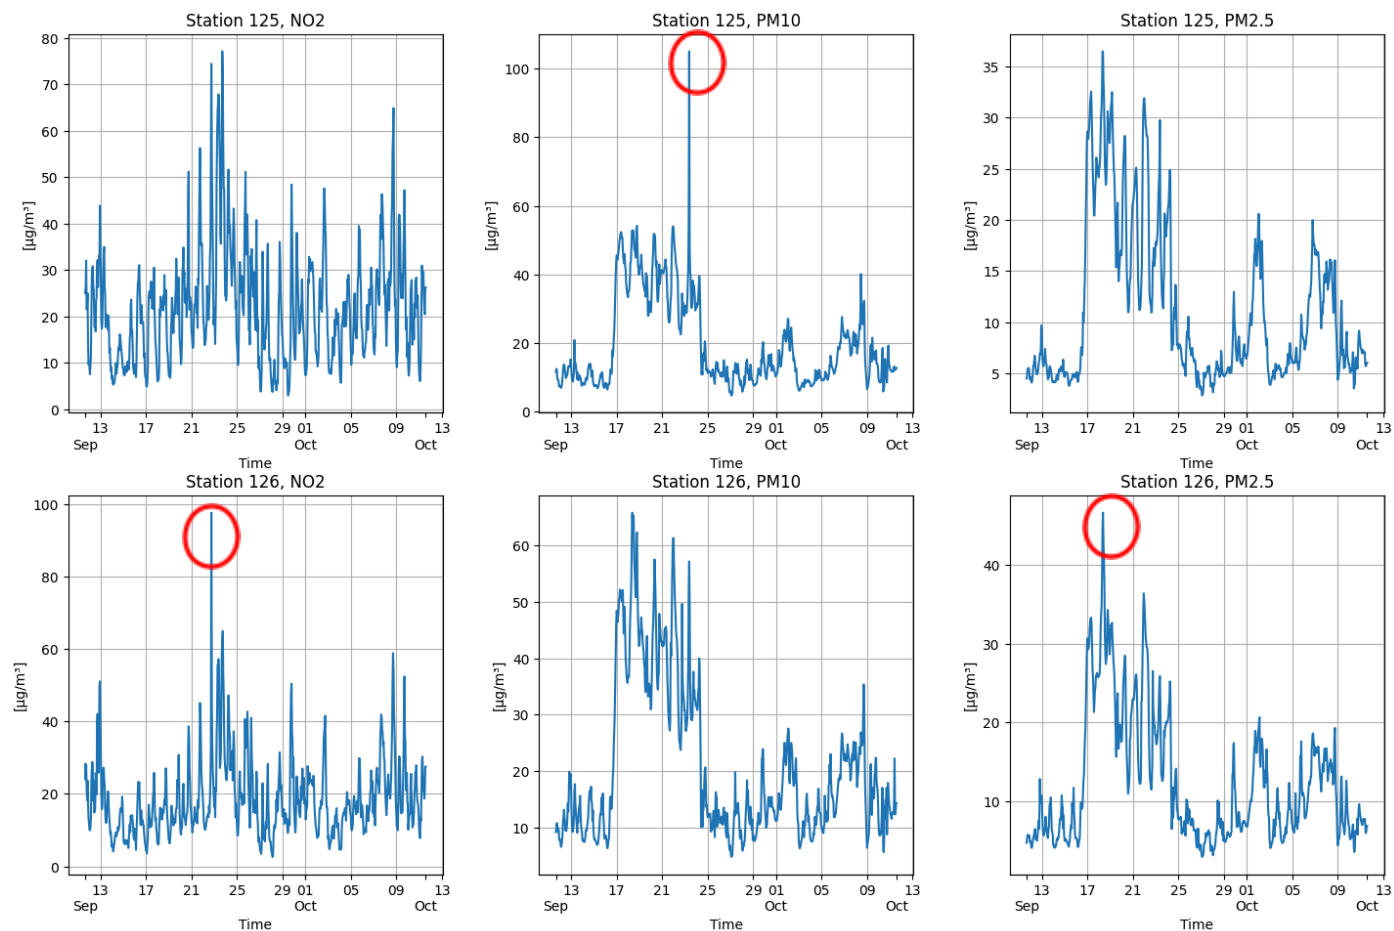 Station 125, NO2
80
70
60
50
40
30
20
10
0
[µg/m³]
13 17 21 25 29 01 05 09 13
Sep Oct Oct
Time
Station 125, PM10
100
80
60
40
20
0
[µg/m³]
13 17 21 25 29 01 05 09 13
Sep Oct Oct
Time
Station 125, PM2.5
35
30
25
20
15
10
5
[µg/m³]
13 17 21 25 29 01 05 09 13
Sep Oct Oct
Time
Station 126, NO2
100
80
60
40
20
0
[µg/m³]
13 17 21 25 29 01 05 09 13
Sep Oct Oct
Time
Station 126, PM10
60
50
40
30
20
10
[µg/m³]
13 17 21 25 29 01 05 09 13
Sep Oct Oct
Time
Station 126, PM2.5
40
30
20
10
[µg/m³]
13 17 21 25 29 01 05 09 13
Sep Oct Oct
Time